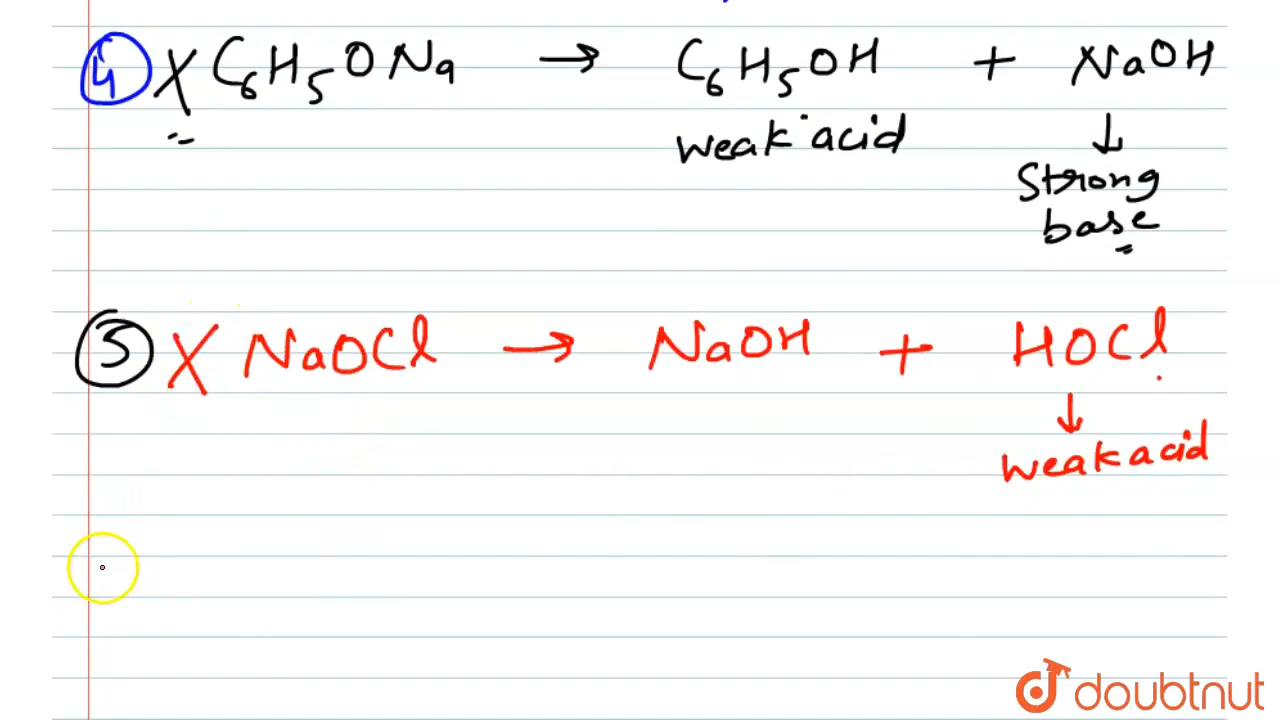 ④ X C₆H₅ONa → C₆H₅OH + NaOH
weak acid ↓
Strong
base
⑤ X NaOCl → NaOH + HOCl
↓
weak acid
doubtnut